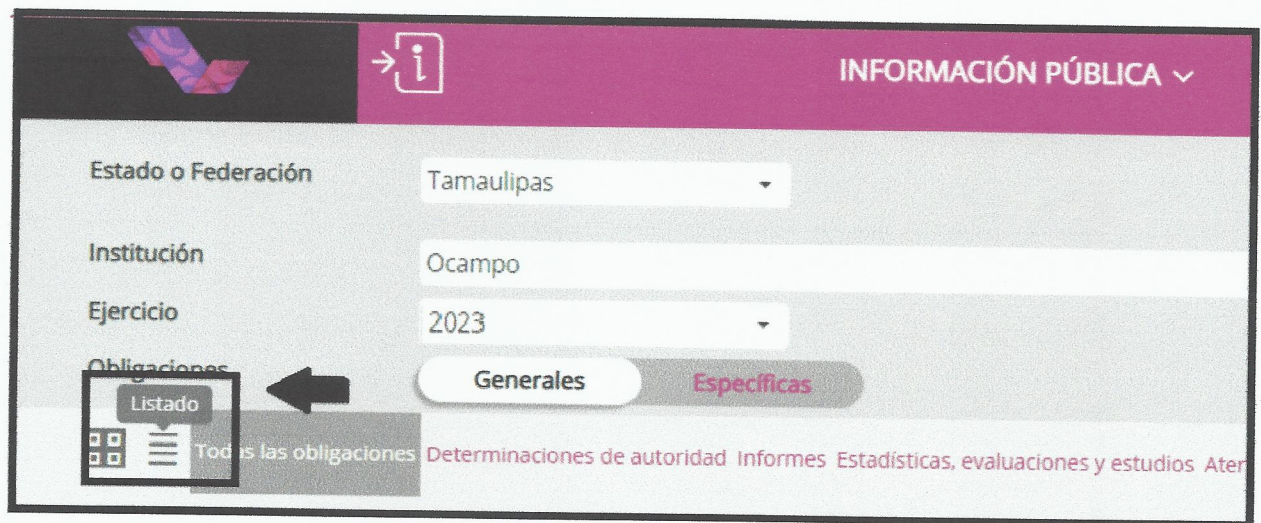 INFORMACIÓN PÚBLICA
Estado o Federación
Tamaulipas
Institución
Ocampo
Ejercicio
2023
Obligaciones
Generales Específicas
Listado
Todas las obligaciones Determinaciones de autoridad Informes Estadísticas, evaluaciones y estudios Aten